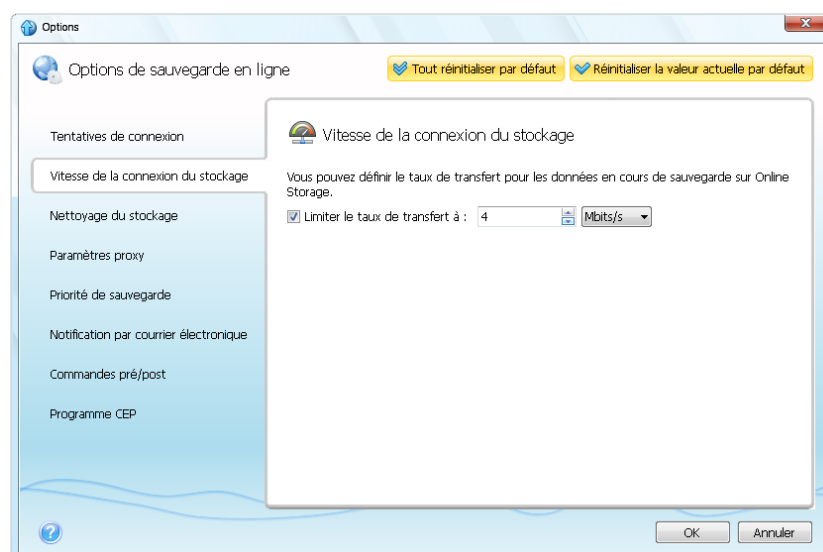 Options
Options de sauvegarde en ligne
Tout réinitialiser par défaut
Réinitialiser la valeur actuelle par défaut
Tentatives de connexion
Vitesse de la connexion du stockage
Nettoyage du stockage
Paramètres proxy
Priorité de sauvegarde
Notification par courrier électronique
Commandes pré/post
Programme CEP
Vitesse de la connexion du stockage
Vous pouvez définir le taux de transfert pour les données en cours de sauvegarde sur Online
Storage.
Limiter le taux de transfert à : 4 Mbits/s
OK
Annuler